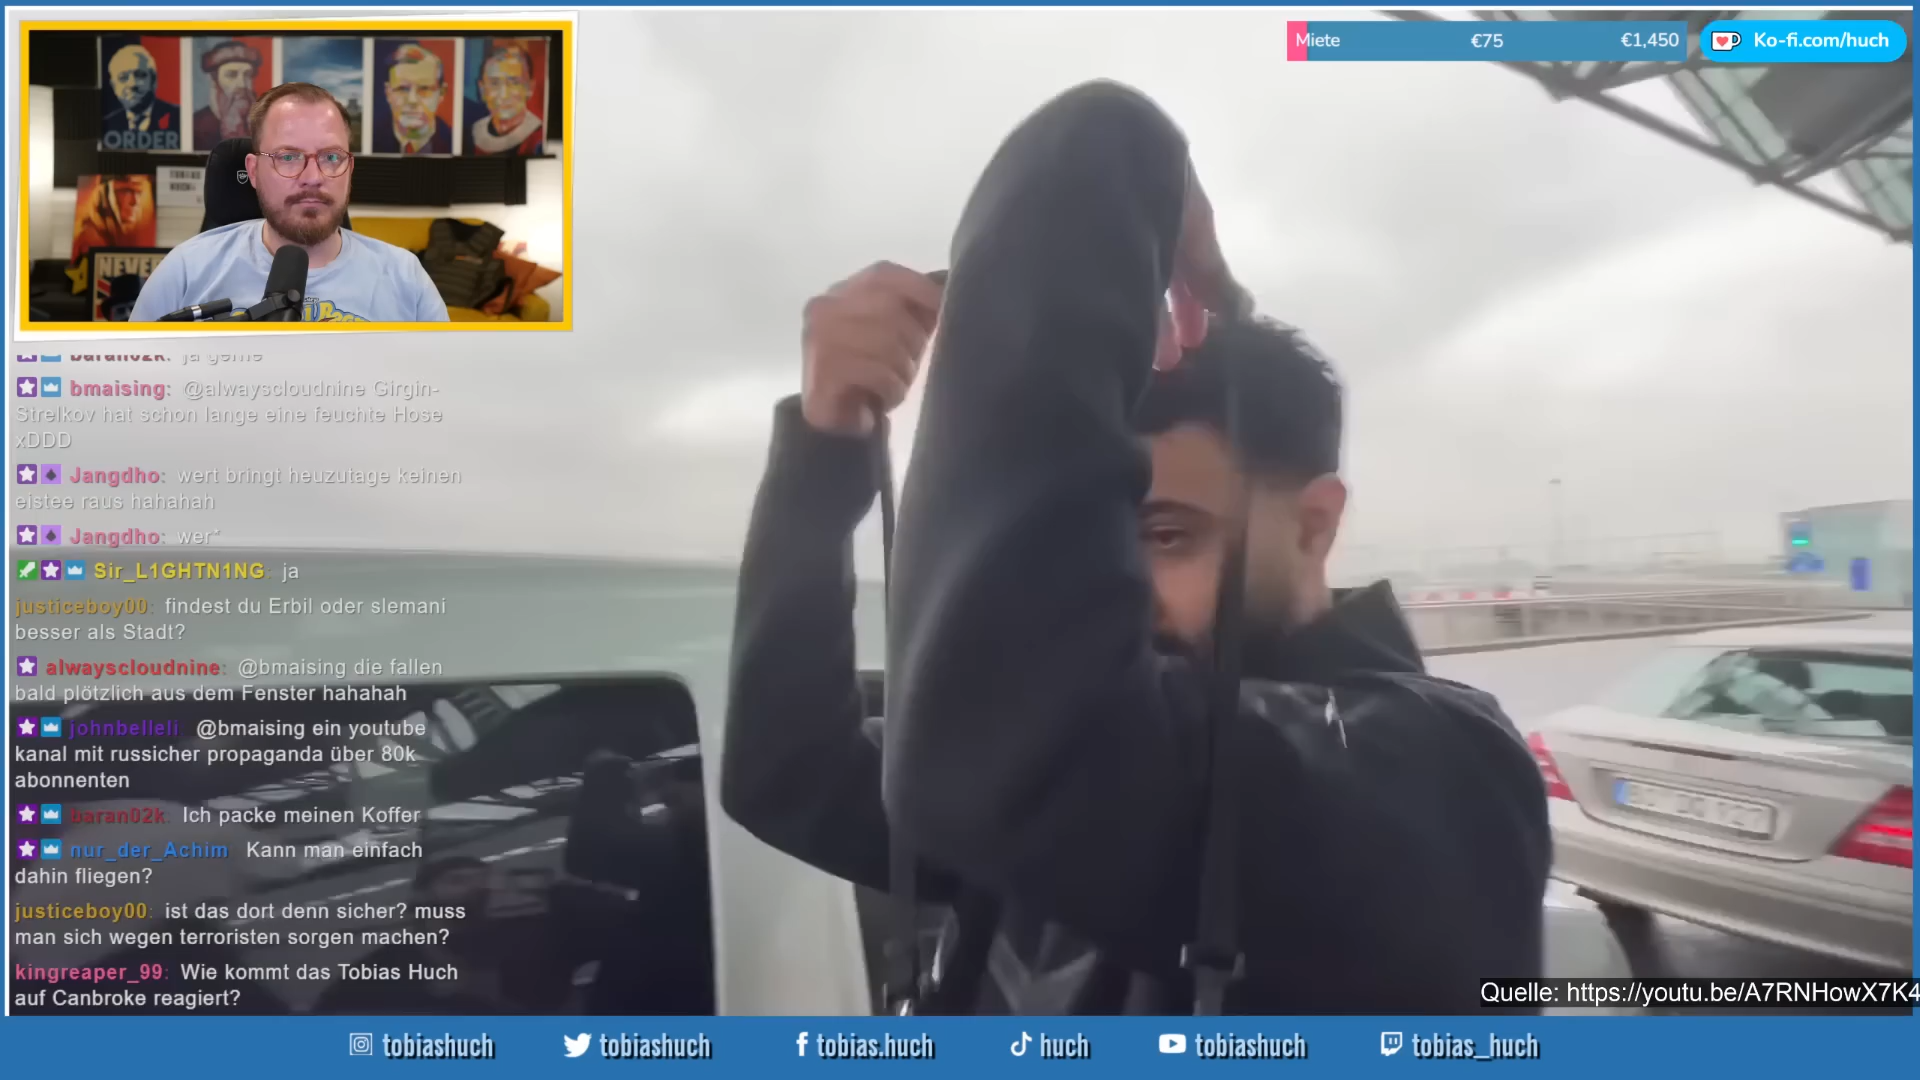 ORDER
NEVER
Miete €75 €1,450
Ko-fi.com/huch
baran02k: ja gerne
bmaising: @alwayscloudnine Girgin-
Strelkov hat schon lange eine feuchte Hose
xDDD
Jangdho: wert bringt heuzutage keinen
eistee raus hahahah
Jangdho: wer*
Sir_L1GHTN1NG: ja
justiceboy00: findest du Erbil oder slemani
besser als Stadt?
alwayscloudnine: @bmaising die fallen
bald plötzlich aus dem Fenster hahahah
johnbelleli: @bmaising ein youtube
kanal mit russicher propaganda über 80k
abonnenten
baran02k: Ich packe meinen Koffer
nur_der_Achim: Kann man einfach
dahin fliegen?
justiceboy00: ist das dort denn sicher? muss
man sich wegen terroristen sorgen machen?
kingreaper_99: Wie kommt das Tobias Huch
auf Canbroke reagiert?
Quelle: https://youtu.be/A7RNHowX7K4
tobiashuch tobiashuch tobias.huch huch tobiashuch tobias_huch